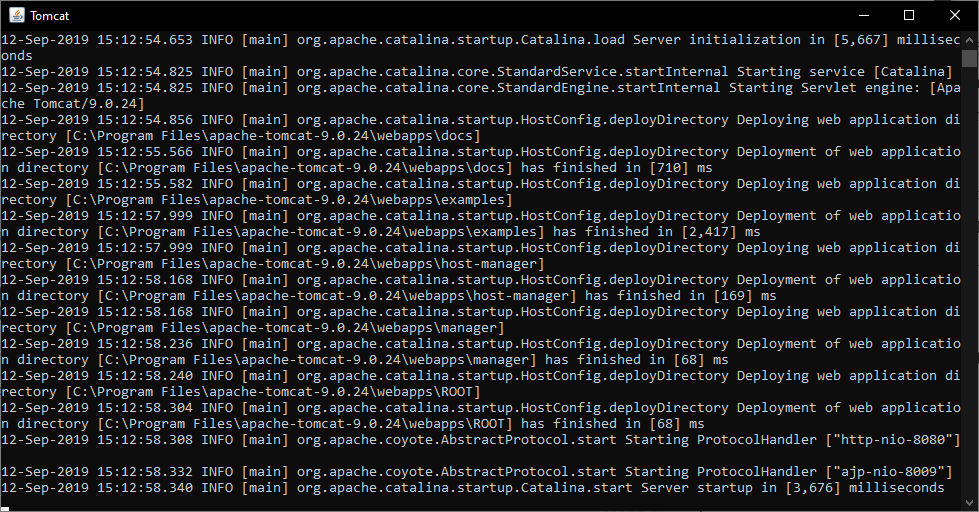 Tomcat
12-Sep-2019 15:12:54.653 INFO [main] org.apache.catalina.startup.Catalina.load Server initialization in [5,667] millisec
onds
12-Sep-2019 15:12:54.825 INFO [main] org.apache.catalina.core.StandardService.startInternal Starting service [Catalina]
12-Sep-2019 15:12:54.825 INFO [main] org.apache.catalina.core.StandardEngine.startInternal Starting Servlet engine: [Apa
che Tomcat/9.0.24]
12-Sep-2019 15:12:54.856 INFO [main] org.apache.catalina.startup.HostConfig.deployDirectory Deploying web application di
rectory [C:\Program Files\apache-tomcat-9.0.24\webapps\docs]
12-Sep-2019 15:12:55.566 INFO [main] org.apache.catalina.startup.HostConfig.deployDirectory Deployment of web applicatio
n directory [C:\Program Files\apache-tomcat-9.0.24\webapps\docs] has finished in [710] ms
12-Sep-2019 15:12:55.582 INFO [main] org.apache.catalina.startup.HostConfig.deployDirectory Deploying web application di
rectory [C:\Program Files\apache-tomcat-9.0.24\webapps\examples]
12-Sep-2019 15:12:57.999 INFO [main] org.apache.catalina.startup.HostConfig.deployDirectory Deployment of web applicatio
n directory [C:\Program Files\apache-tomcat-9.0.24\webapps\examples] has finished in [2,417] ms
12-Sep-2019 15:12:57.999 INFO [main] org.apache.catalina.startup.HostConfig.deployDirectory Deploying web application di
rectory [C:\Program Files\apache-tomcat-9.0.24\webapps\host-manager]
12-Sep-2019 15:12:58.168 INFO [main] org.apache.catalina.startup.HostConfig.deployDirectory Deployment of web applicatio
n directory [C:\Program Files\apache-tomcat-9.0.24\webapps\host-manager] has finished in [169] ms
12-Sep-2019 15:12:58.168 INFO [main] org.apache.catalina.startup.HostConfig.deployDirectory Deploying web application di
rectory [C:\Program Files\apache-tomcat-9.0.24\webapps\manager]
12-Sep-2019 15:12:58.236 INFO [main] org.apache.catalina.startup.HostConfig.deployDirectory Deployment of web applicatio
n directory [C:\Program Files\apache-tomcat-9.0.24\webapps\manager] has finished in [68] ms
12-Sep-2019 15:12:58.240 INFO [main] org.apache.catalina.startup.HostConfig.deployDirectory Deploying web application di
rectory [C:\Program Files\apache-tomcat-9.0.24\webapps\ROOT]
12-Sep-2019 15:12:58.304 INFO [main] org.apache.catalina.startup.HostConfig.deployDirectory Deployment of web applicatio
n directory [C:\Program Files\apache-tomcat-9.0.24\webapps\ROOT] has finished in [68] ms
12-Sep-2019 15:12:58.308 INFO [main] org.apache.coyote.AbstractProtocol.start Starting ProtocolHandler ["http-nio-8080"]
12-Sep-2019 15:12:58.332 INFO [main] org.apache.coyote.AbstractProtocol.start Starting ProtocolHandler ["ajp-nio-8009"]
12-Sep-2019 15:12:58.340 INFO [main] org.apache.catalina.startup.Catalina.start Server startup in [3,676] milliseconds